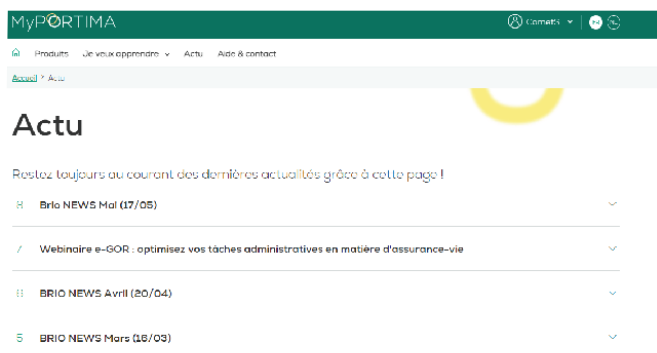 MyPORTIMA
FR NL
Produits Je veux apprendre Actu Aide & contact
Accueil > Actu
Actu
Restez toujours au courant des dernières actualités grâce à cette page !
Brio NEWS Mai (17/05)
Webinaire e-GOR : optimisez vos tâches administratives en matière d'assurance-vie
BRIO NEWS Avril (20/04)
BRIO NEWS Mars (16/03)